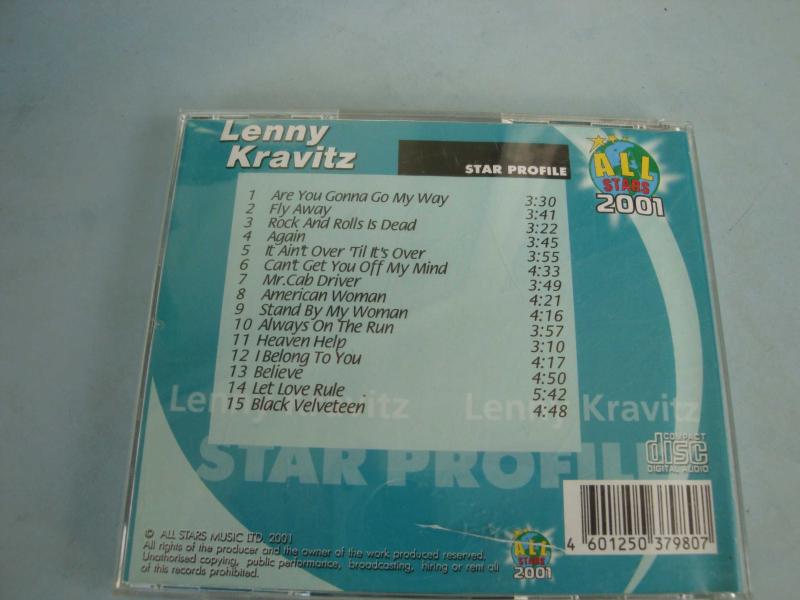 Lenny
Kravitz
STAR PROFILE
ALL
STARS
2001
1 Are You Gonna Go My Way 3:30
2 Fly Away 3:41
3 Rock And Rolls Is Dead 3:22
4 Again 3:45
5 It Ain't Over 'Til It's Over 3:55
6 Can't Get You Off My Mind 4:33
7 Mr.Cab Driver 3:49
8 American Woman 4:21
9 Stand By My Woman 4:16
10 Always On The Run 3:57
11 Heaven Help 3:10
12 I Belong To You 4:17
13 Believe 4:50
14 Let Love Rule 5:42
15 Black Velveteen 4:48
Lenny Kravitz Lenny Kravitz
STAR PROFILE
COMPACT
disc
DIGITAL AUDIO
© ALL STARS MUSIC LTD. 2001
All rights of the producer and the owner of the work produced reserved.
Unathorised copying, public performance, broadcasting, hiring or rent all
of this records prohibited.
ALL
STARS
2001
4 601250 379807